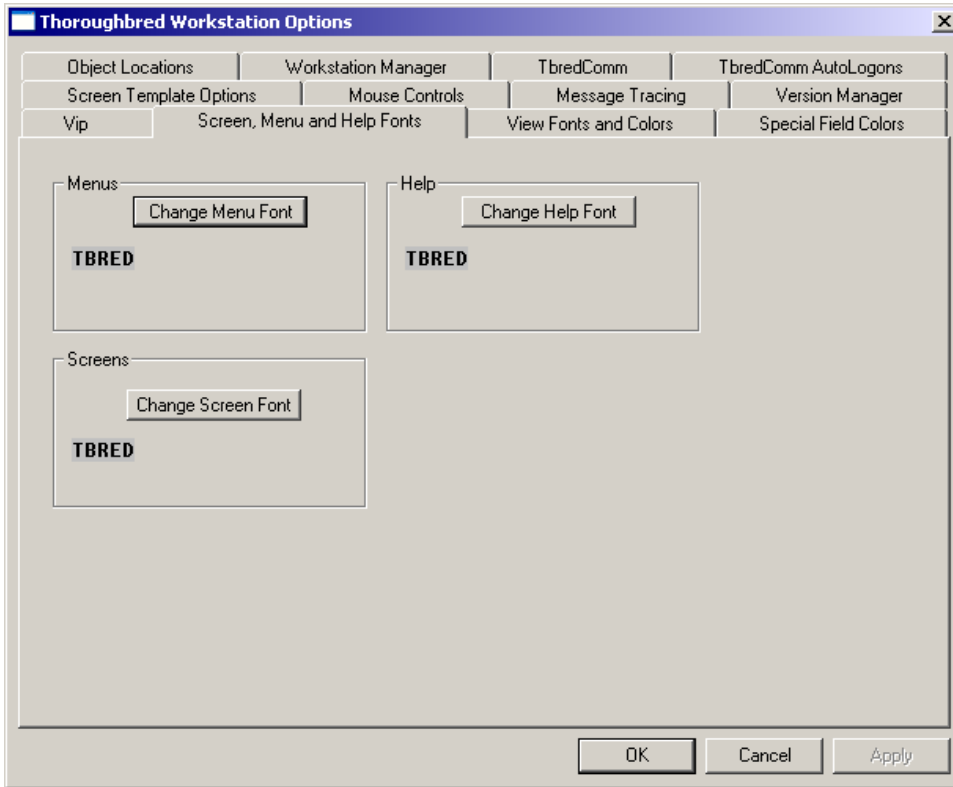 Thoroughbred Workstation Options
Object Locations Workstation Manager TbredComm TbredComm AutoLogons
Screen Template Options Mouse Controls Message Tracing Version Manager
Vip Screen, Menu and Help Fonts View Fonts and Colors Special Field Colors
Menus Help
Change Menu Font Change Help Font
TBRED TBRED
Screens
Change Screen Font
TBRED
OK Cancel Apply